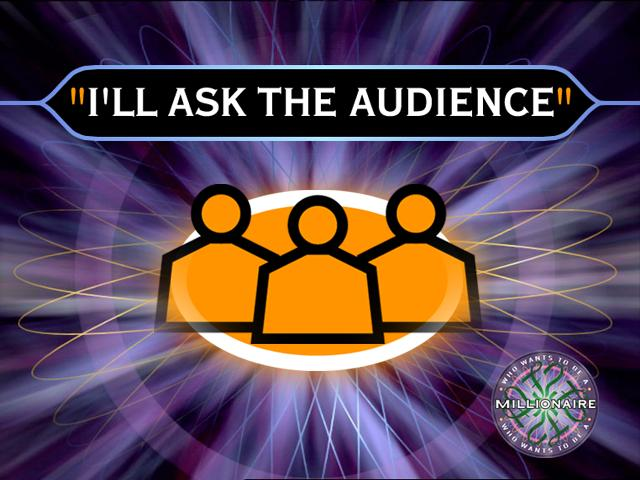 "I'LL ASK THE AUDIENCE"
WHO WANTS TO BE A
MILLIONAIRE
WHO WANTS TO BE A